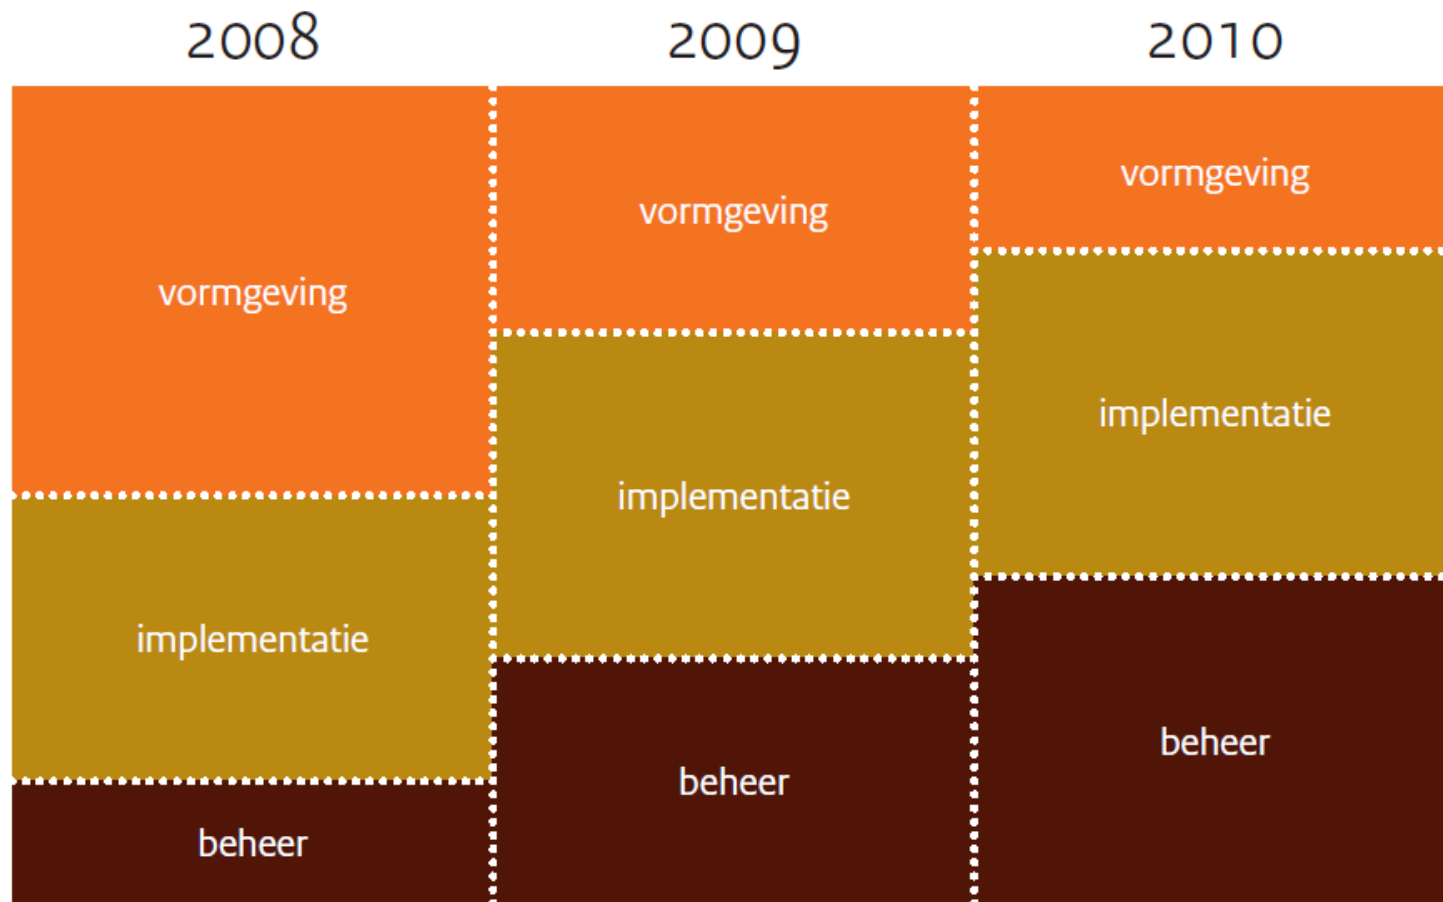 2008
2009
2010
vormgeving
implementatie
beheer
vormgeving
implementatie
beheer
vormgeving
implementatie
beheer